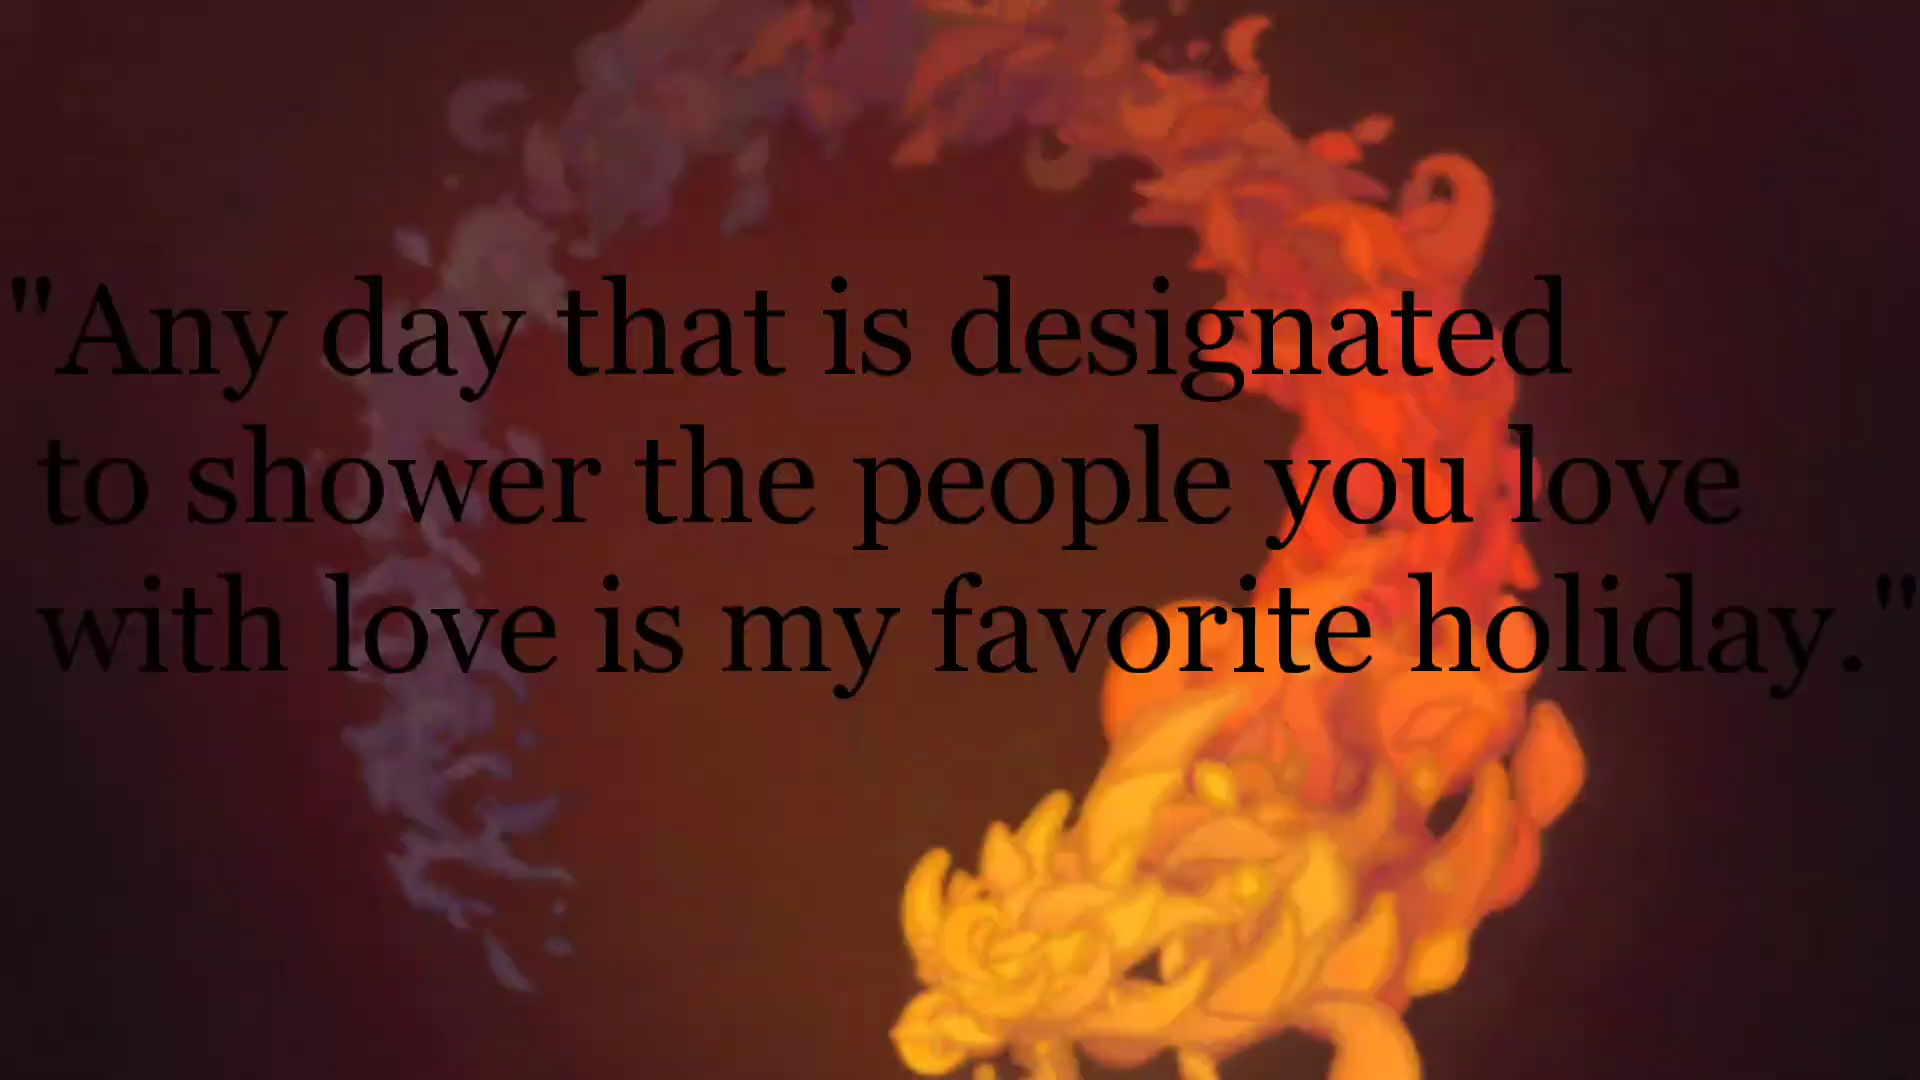 "Any day that is designated
to shower the people you love
with love is my favorite holiday."